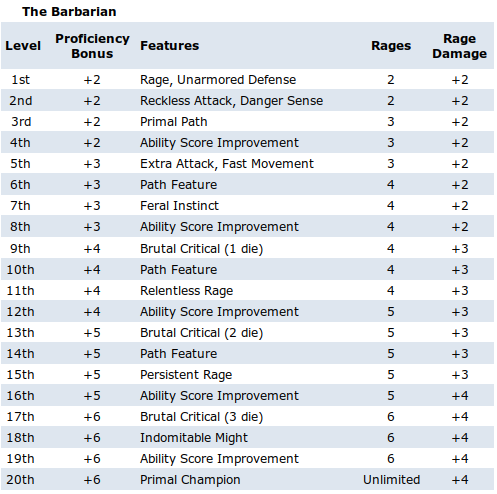 The Barbarian
Level Proficiency Bonus Features Rages Rage Damage
1st +2 Rage, Unarmored Defense 2 +2
2nd +2 Reckless Attack, Danger Sense 2 +2
3rd +2 Primal Path 3 +2
4th +2 Ability Score Improvement 3 +2
5th +3 Extra Attack, Fast Movement 3 +2
6th +3 Path Feature 4 +2
7th +3 Feral Instinct 4 +2
8th +3 Ability Score Improvement 4 +2
9th +4 Brutal Critical (1 die) 4 +3
10th +4 Path Feature 4 +3
11th +4 Relentless Rage 4 +3
12th +4 Ability Score Improvement 5 +3
13th +5 Brutal Critical (2 die) 5 +3
14th +5 Path Feature 5 +3
15th +5 Persistent Rage 5 +3
16th +5 Ability Score Improvement 5 +4
17th +6 Brutal Critical (3 die) 6 +4
18th +6 Indomitable Might 6 +4
19th +6 Ability Score Improvement 6 +4
20th +6 Primal Champion Unlimited +4